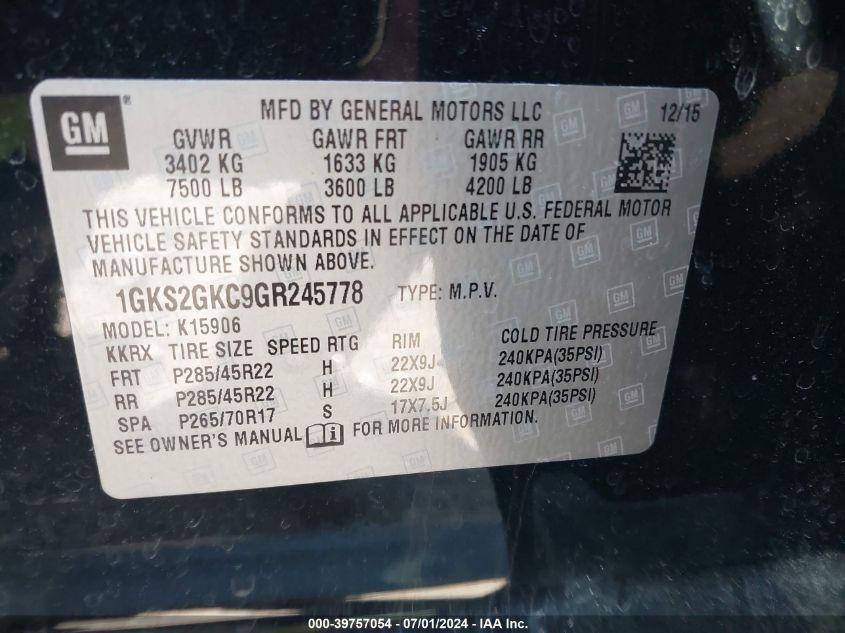 GM ®
MFD BY GENERAL MOTORS LLC 12/15
GVWR GAWR FRT GAWR RR
3402 KG 1633 KG 1905 KG
7500 LB 3600 LB 4200 LB
THIS VEHICLE CONFORMS TO ALL APPLICABLE U.S. FEDERAL MOTOR
VEHICLE SAFETY STANDARDS IN EFFECT ON THE DATE OF
MANUFACTURE SHOWN ABOVE.
1GKS2GKC9GR245778 TYPE: M.P.V.
MODEL: K15906
KKRX TIRE SIZE SPEED RTG RIM COLD TIRE PRESSURE
FRT P285/45R22 H 22X9J 240KPA(35PSI)
RR P285/45R22 H 22X9J 240KPA(35PSI)
SPA P265/70R17 S 17X7.5J 240KPA(35PSI)
SEE OWNER'S MANUAL FOR MORE INFORMATION.
000-39757054 - 07/01/2024 - IAAI.COM